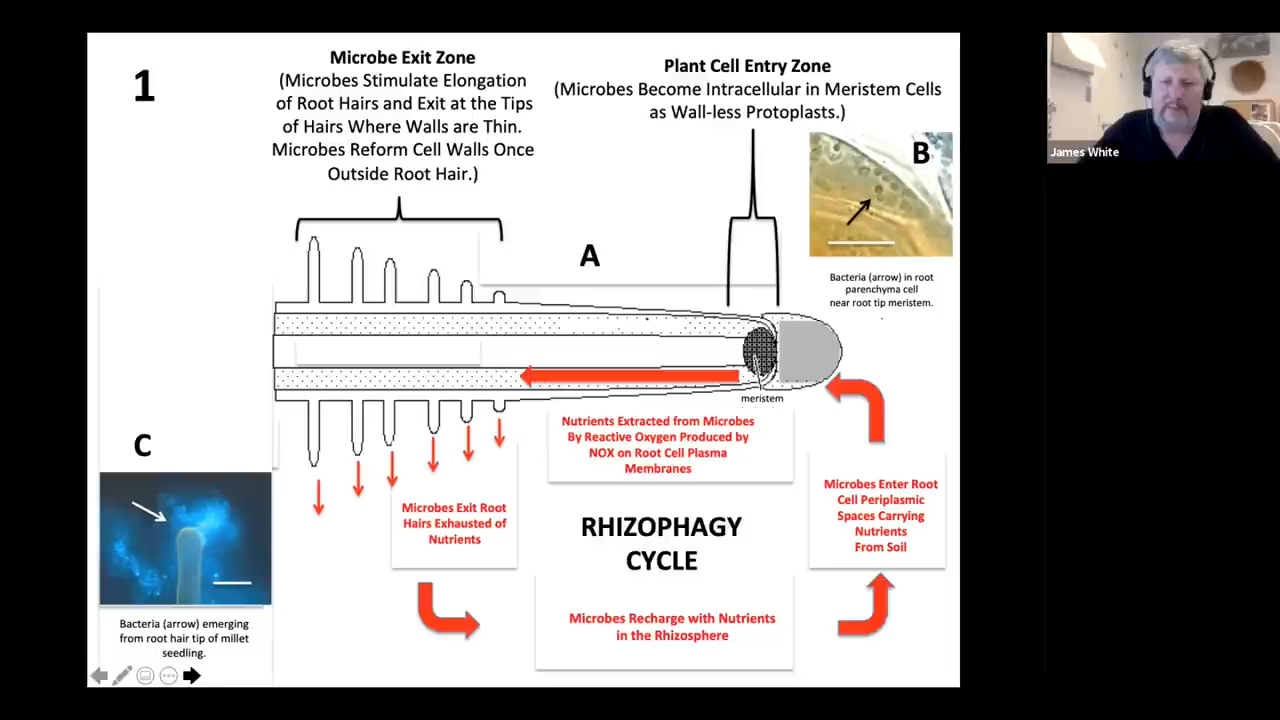 1
Microbe Exit Zone
(Microbes Stimulate Elongation
of Root Hairs and Exit at the Tips
of Hairs Where Walls are Thin.
Microbes Reform Cell Walls Once
Outside Root Hair.)
Plant Cell Entry Zone
(Microbes Become Intracellular in Meristem Cells
as Wall-less Protoplasts.)
B
Bacteria (arrow) in root
parenchyma cell
near root tip meristem.
A
meristem
Nutrients Extracted from Microbes
By Reactive Oxygen Produced by
NOX on Root Cell Plasma
Membranes
C
Bacteria (arrow) emerging
from root hair tip of millet
seedling.
Microbes Exit Root
Hairs Exhausted of
Nutrients
RHIZOPHAGY
CYCLE
Microbes Enter Root
Cell Periplasmic
Spaces Carrying
Nutrients
From Soil
Microbes Recharge with Nutrients
in the Rhizosphere
James White